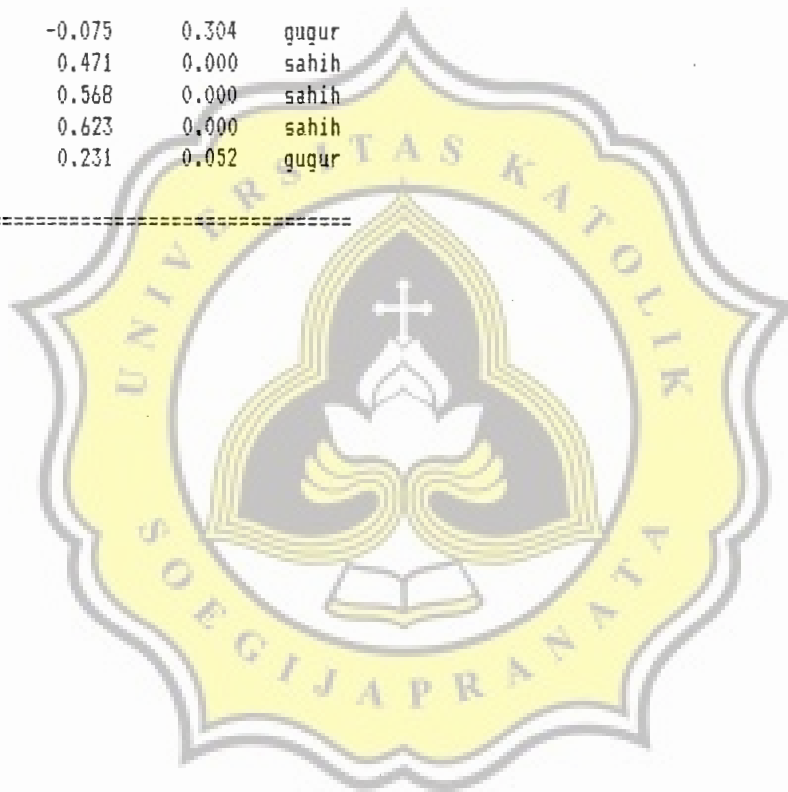 -0.075 0.304 gugur
0.471 0.000 sahih
0.568 0.000 sahih
0.623 0.000 sahih
0.231 0.052 gugur
===================================
UNIVERSITAS KATOLIK
SOEGIJAPRANATA